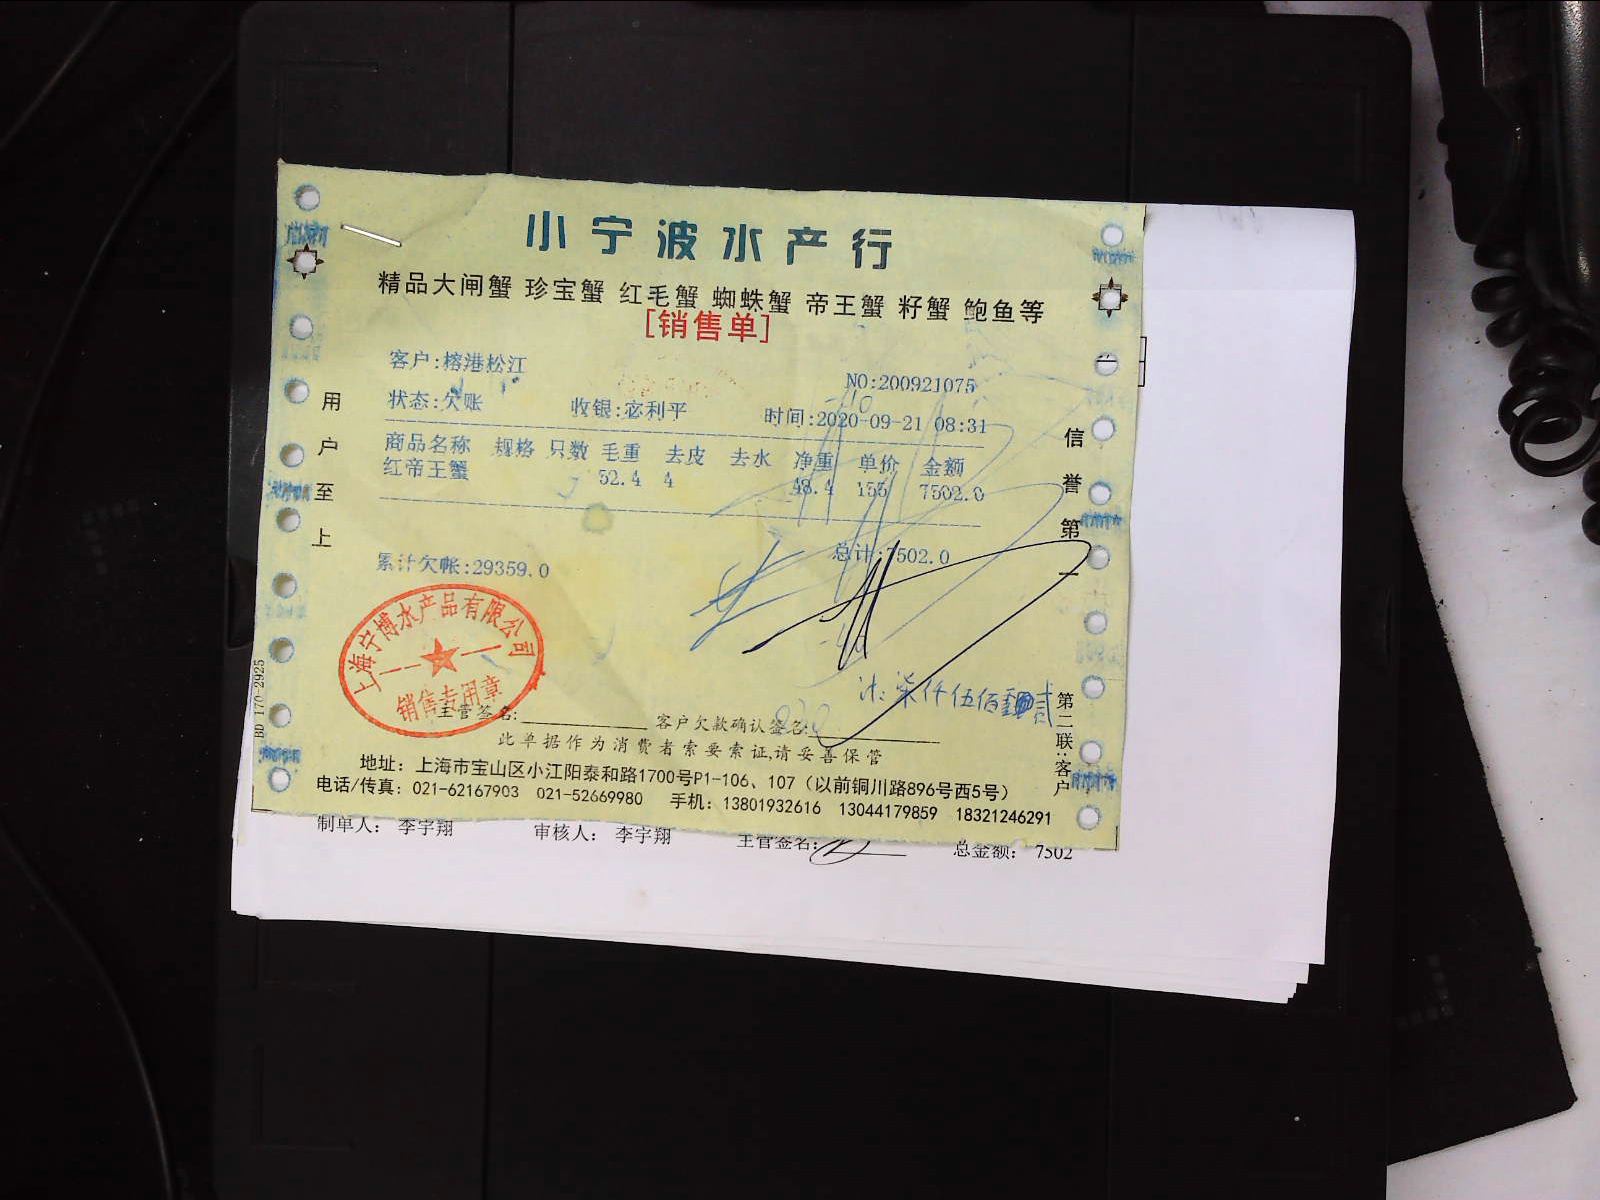 小宁波水产行
精品大闸蟹 珍宝蟹 红毛蟹 蜘蛛蟹 帝王蟹 籽蟹 鲍鱼等
[销售单]
客户:榕港松江
NO:200921075
状态:欠账 收银:宓利平 时间:2020-09-21 08:31
商品名称 规格 只数 毛重 去皮 去水 净重 单价 金额
红帝王蟹 52.4 4 48.4 155 7502.0
累计欠帐:29359.0 总计:7502.0
用户至上
信誉第一
上海宁博水产品有限公司
销售专用章
计:柒仟伍佰 贰
主管签名: 客户欠款确认签名:
此单据作为消费者索要索证,请妥善保管
地址：上海市宝山区小江阳泰和路1700号P1-106、107（以前铜川路896号西5号）
电话/传真：021-62167903 021-52669980 手机：13801932616 13044179859 18321246291
第二联:客户
BD 170-2925
制单人： 李宇翔 审核人： 李宇翔 主管签名: 总金额： 7502